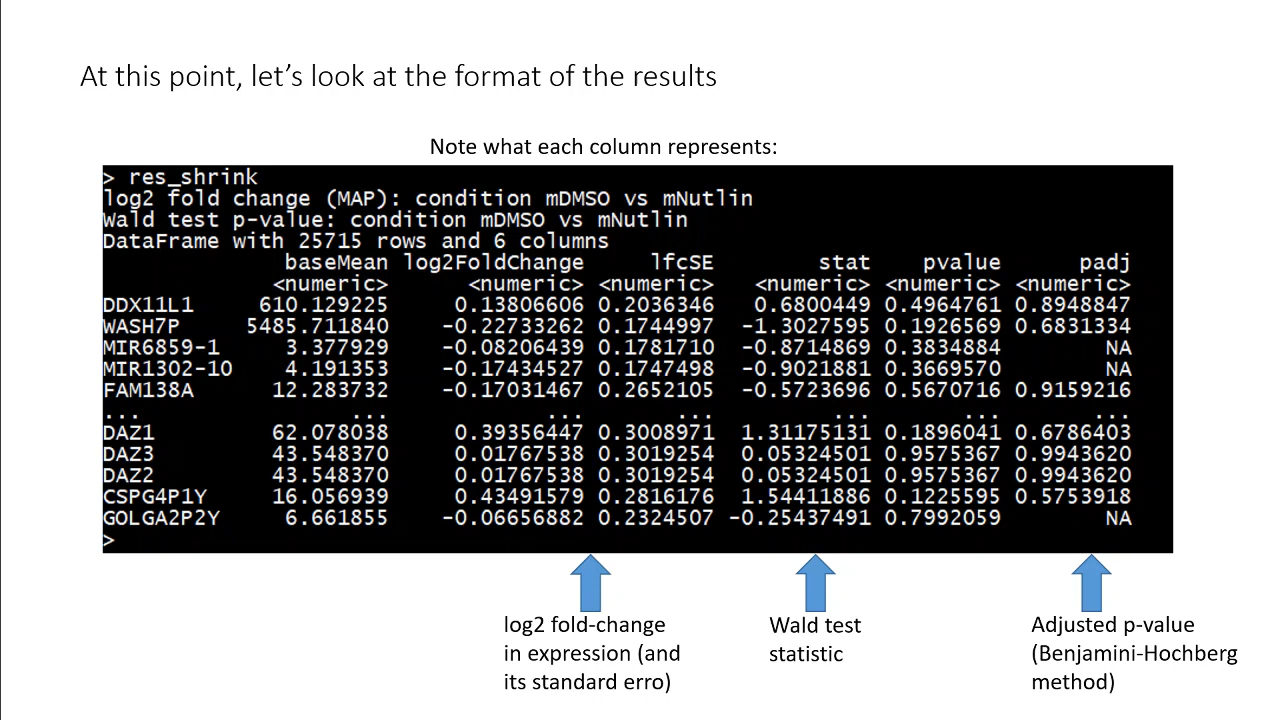 At this point, let’s look at the format of the results
Note what each column represents:
> res_shrink
log2 fold change (MAP): condition mDMSO vs mNutlin
Wald test p-value: condition mDMSO vs mNutlin
DataFrame with 25715 rows and 6 columns
baseMean log2FoldChange lfcSE stat pvalue padj
<numeric> <numeric> <numeric> <numeric> <numeric> <numeric>
DDX11L1 610.129225 0.13806606 0.2036346 0.6800449 0.4964761 0.8948847
WASH7P 5485.711840 -0.22733262 0.1744997 -1.3027595 0.1926569 0.6831334
MIR6859-1 3.377929 -0.08206439 0.1781710 -0.8714869 0.3834884 NA
MIR1302-10 4.191353 -0.17434527 0.1747498 -0.9021881 0.3669570 NA
FAM138A 12.283732 -0.17031467 0.2652105 -0.5723696 0.5670716 0.9159216
... ... ... ... ... ... ...
DAZ1 62.078038 0.39356447 0.3008971 1.31175131 0.1896041 0.6786403
DAZ3 43.548370 0.01767538 0.3019254 0.05324501 0.9575367 0.9943620
DAZ2 43.548370 0.01767538 0.3019254 0.05324501 0.9575367 0.9943620
CSPG4P1Y 16.056939 0.43491579 0.2816176 1.54411886 0.1225595 0.5753918
GOLGA2P2Y 6.661855 -0.06656882 0.2324507 -0.25437491 0.7992059 NA
>
log2 fold-change
in expression (and
its standard erro)
Wald test
statistic
Adjusted p-value
(Benjamini-Hochberg
method)